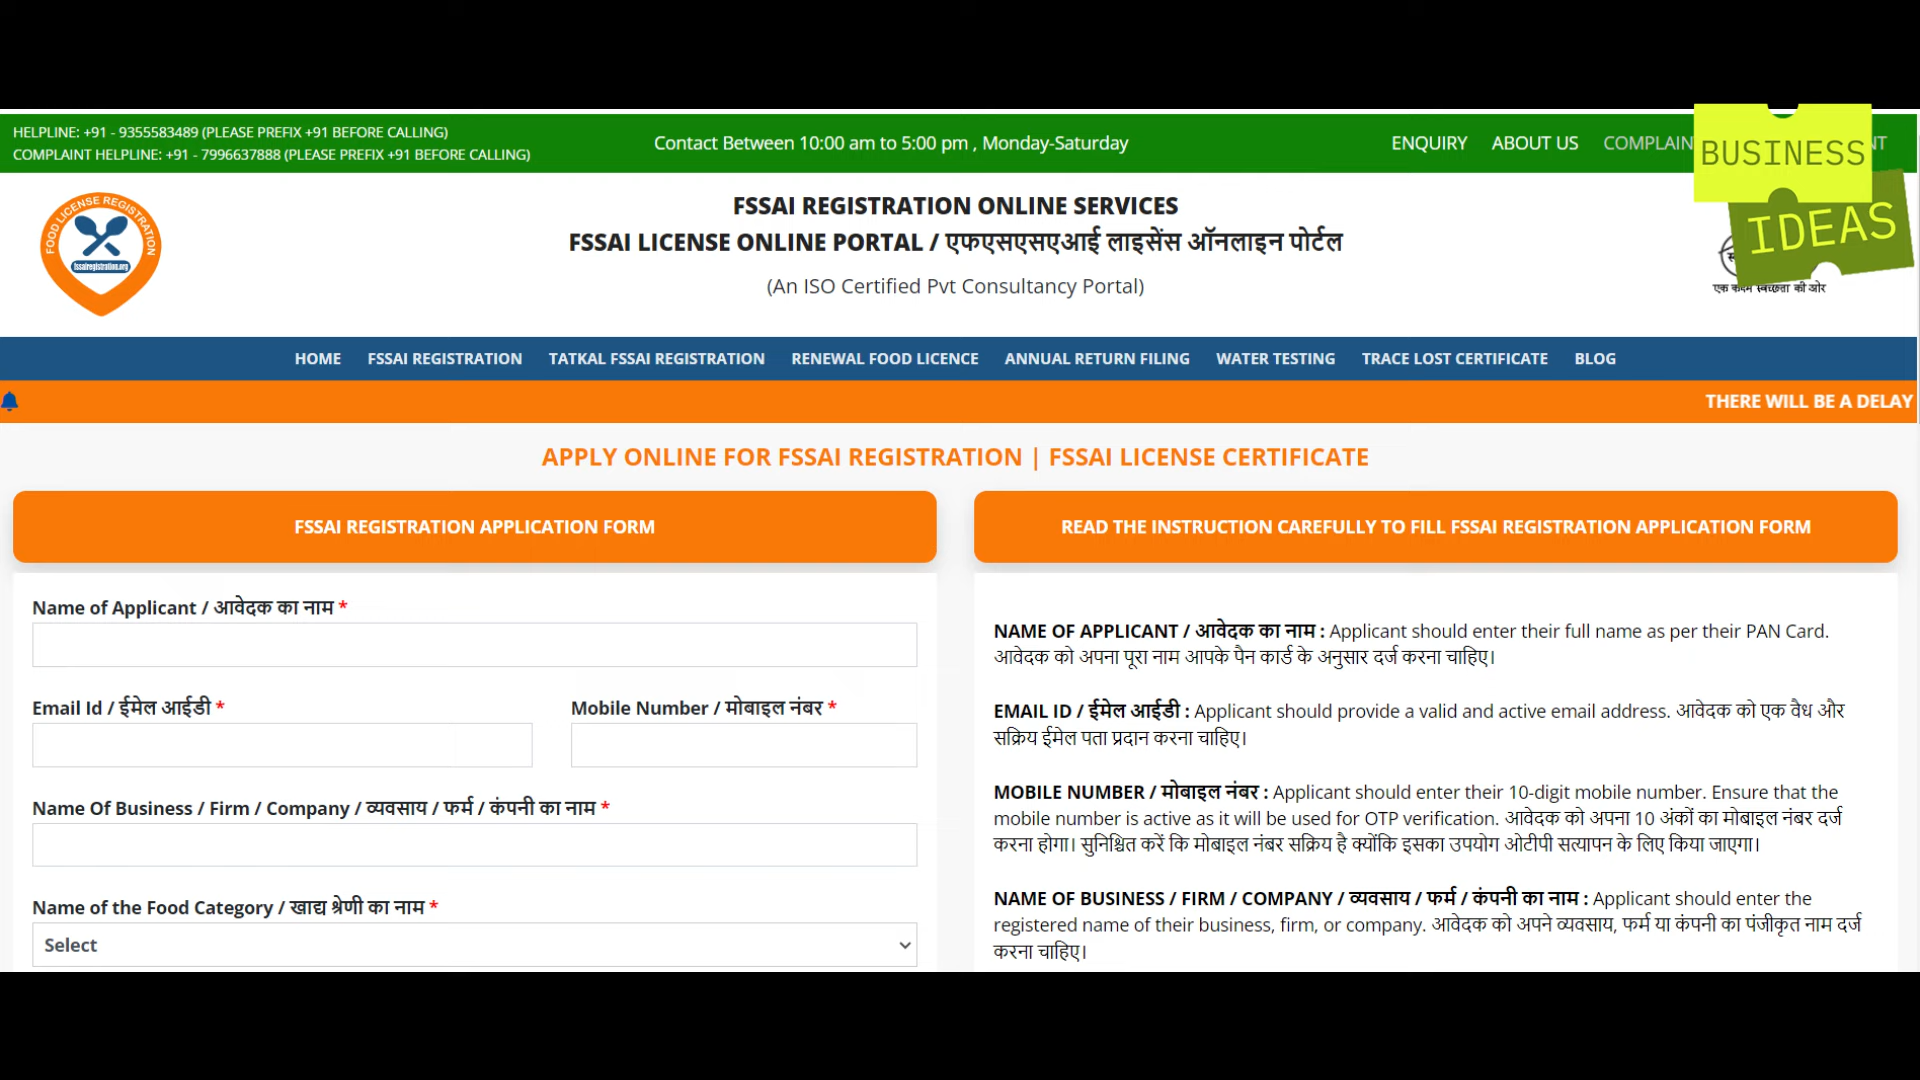 HELPLINE: +91 - 9355583489 (PLEASE PREFIX +91 BEFORE CALLING)
COMPLAINT HELPLINE: +91 - 7996637888 (PLEASE PREFIX +91 BEFORE CALLING)
Contact Between 10:00 am to 5:00 pm , Monday-Saturday
ENQUIRY ABOUT US COMPLAIN
BUSINESS
IDEAS
FOOD LICENSE REGISTRATION
fssairegistration.org
FSSAI REGISTRATION ONLINE SERVICES
FSSAI LICENSE ONLINE PORTAL / एफएसएसएआई लाइसेंस ऑनलाइन पोर्टल
(An ISO Certified Pvt Consultancy Portal)
एक कदम स्वच्छता की ओर
HOME FSSAI REGISTRATION TATKAL FSSAI REGISTRATION RENEWAL FOOD LICENCE ANNUAL RETURN FILING WATER TESTING TRACE LOST CERTIFICATE BLOG
THERE WILL BE A DELAY
APPLY ONLINE FOR FSSAI REGISTRATION | FSSAI LICENSE CERTIFICATE
FSSAI REGISTRATION APPLICATION FORM
Name of Applicant / आवेदक का नाम *
Email Id / ईमेल आईडी *
Mobile Number / मोबाइल नंबर *
Name Of Business / Firm / Company / व्यवसाय / फर्म / कंपनी का नाम *
Name of the Food Category / खाद्य श्रेणी का नाम *
Select
READ THE INSTRUCTION CAREFULLY TO FILL FSSAI REGISTRATION APPLICATION FORM
NAME OF APPLICANT / आवेदक का नाम : Applicant should enter their full name as per their PAN Card.
आवेदक को अपना पूरा नाम आपके पैन कार्ड के अनुसार दर्ज करना चाहिए।
EMAIL ID / ईमेल आईडी : Applicant should provide a valid and active email address. आवेदक को एक वैध और
सक्रिय ईमेल पता प्रदान करना चाहिए।
MOBILE NUMBER / मोबाइल नंबर : Applicant should enter their 10-digit mobile number. Ensure that the
mobile number is active as it will be used for OTP verification. आवेदक को अपना 10 अंकों का मोबाइल नंबर दर्ज
करना होगा। सुनिश्चित करें कि मोबाइल नंबर सक्रिय है क्योंकि इसका उपयोग ओटीपी सत्यापन के लिए किया जाएगा।
NAME OF BUSINESS / FIRM / COMPANY / व्यवसाय / फर्म / कंपनी का नाम : Applicant should enter the
registered name of their business, firm, or company. आवेदक को अपने व्यवसाय, फर्म या कंपनी का पंजीकृत नाम दर्ज
करना चाहिए।